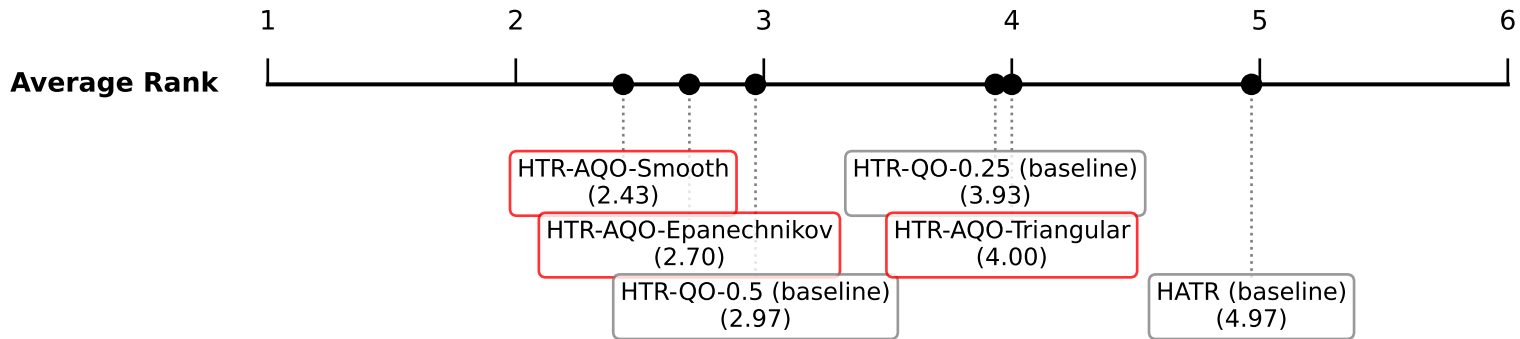 1 2 3 4 5 6
Average Rank
HTR-AQO-Smooth
(2.43)
HTR-QO-0.25 (baseline)
(3.93)
HTR-AQO-Epanechnikov
(2.70)
HTR-AQO-Triangular
(4.00)
HTR-QO-0.5 (baseline)
(2.97)
HATR (baseline)
(4.97)